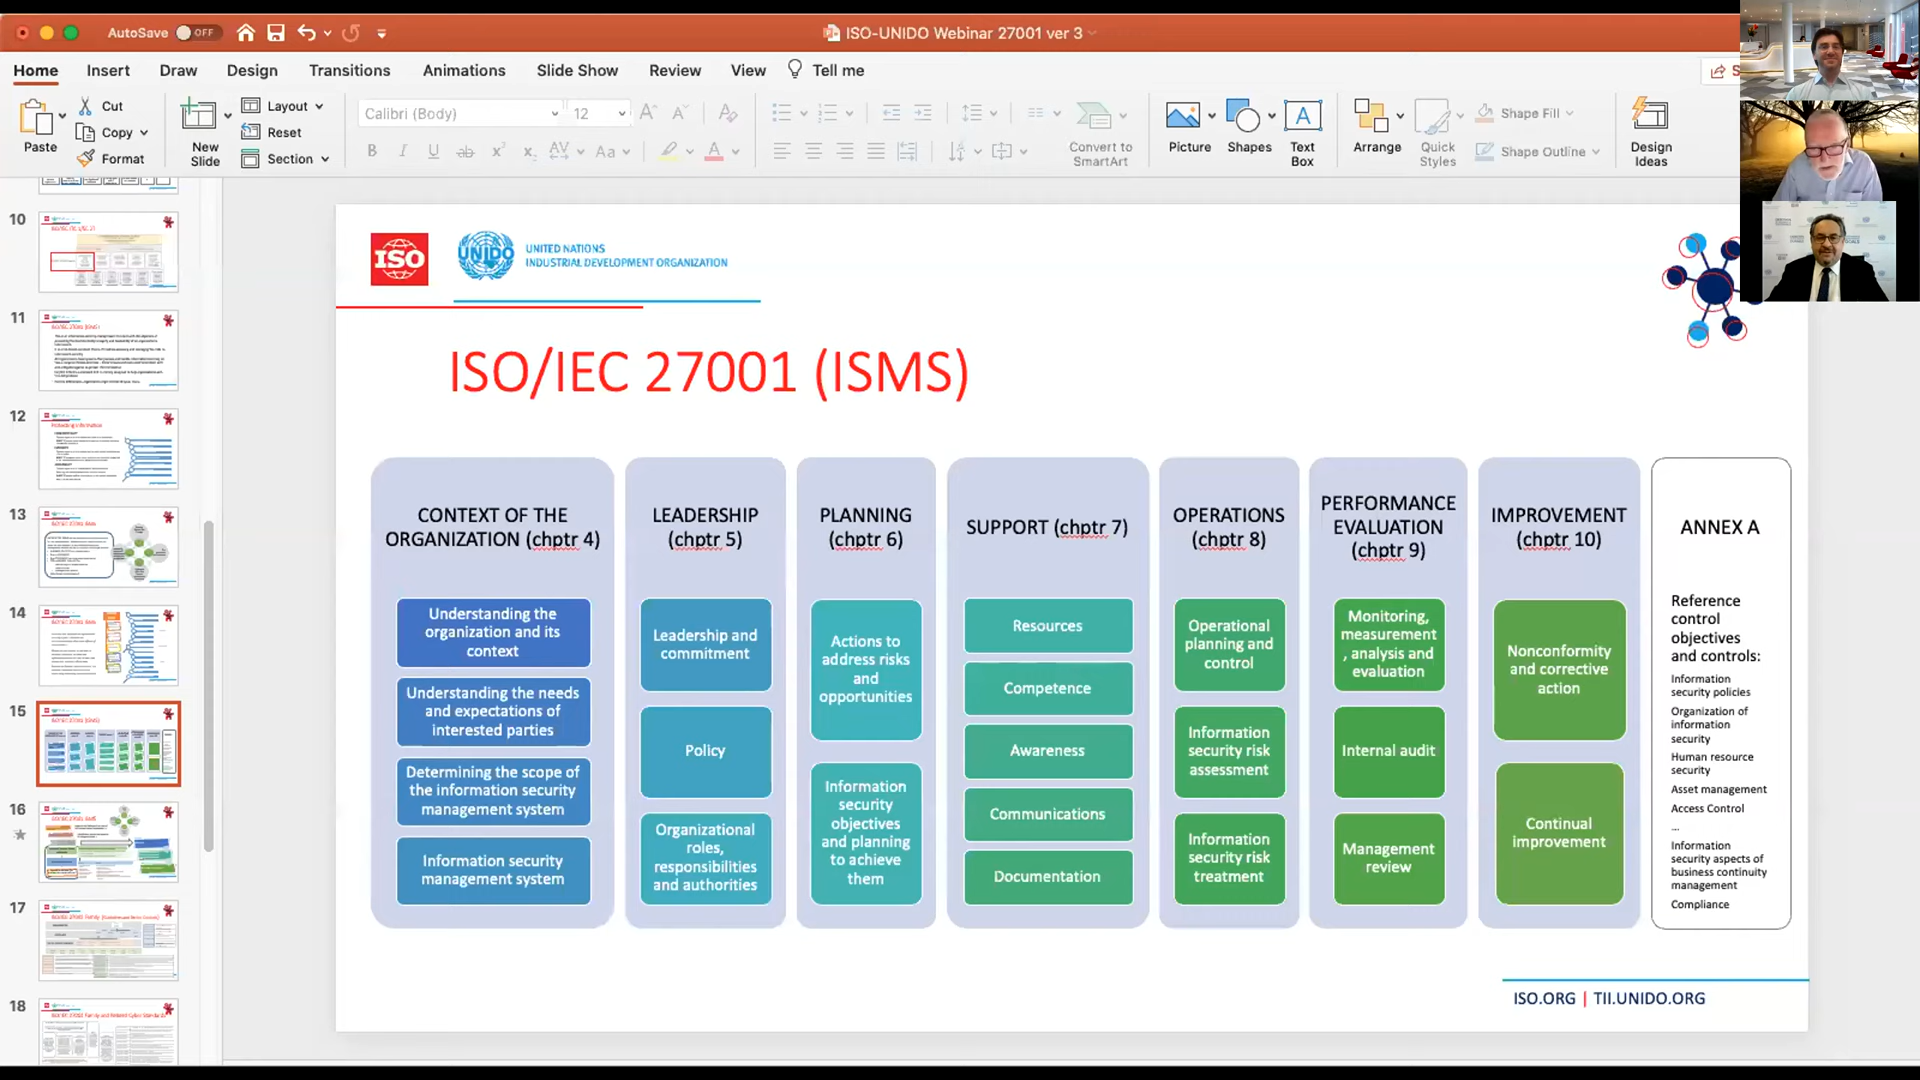 AutoSave OFF
ISO-UNIDO Webinar 27001 ver 3
Home Insert Draw Design Transitions Animations Slide Show Review View Tell me
Paste
Cut
Copy
Format
New
Slide
Layout
Reset
Section
Calibri (Body) 12
Convert to
SmartArt
Picture
Shapes
Text
Box
Arrange
Quick
Styles
Shape Fill
Shape Outline
Design
Ideas
10
11
12
13
14
15
16
17
18
ISO
UNIDO
UNITED NATIONS
INDUSTRIAL DEVELOPMENT ORGANIZATION
ISO/IEC 27001 (ISMS)
CONTEXT OF THE
ORGANIZATION (chptr 4)
Understanding the
organization and its
context
Understanding the needs
and expectations of
interested parties
Determining the scope of
the information security
management system
Information security
management system
LEADERSHIP
(chptr 5)
Leadership and
commitment
Policy
Organizational
roles,
responsibilities
and authorities
PLANNING
(chptr 6)
Actions to
address risks
and
opportunities
Information
security
objectives
and planning
to achieve
them
SUPPORT (chptr 7)
Resources
Competence
Awareness
Communications
Documentation
OPERATIONS
(chptr 8)
Operational
planning and
control
Information
security risk
assessment
Information
security risk
treatment
PERFORMANCE
EVALUATION
(chptr 9)
Monitoring,
measurement
, analysis and
evaluation
Internal audit
Management
review
IMPROVEMENT
(chptr 10)
Nonconformity
and corrective
action
Continual
improvement
ANNEX A
Reference
control
objectives
and controls:
Information
security policies
Organization of
information
security
Human resource
security
Asset management
Access Control
...
Information
security aspects of
business continuity
management
Compliance
ISO.ORG | TII.UNIDO.ORG